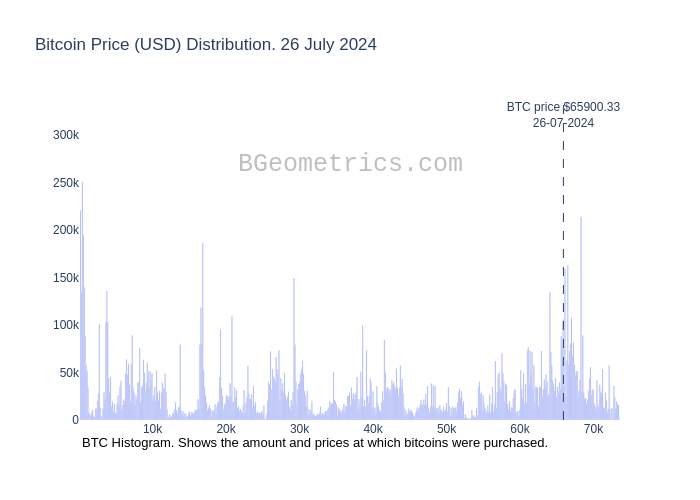 Bitcoin Price (USD) Distribution. 26 July 2024
BTC price $65900.33
26-07-2024
300k
BGeometrics.com
250k
200k
150k
100k
50k
0
10k 20k 30k 40k 50k 60k 70k
BTC Histogram. Shows the amount and prices at which bitcoins were purchased.